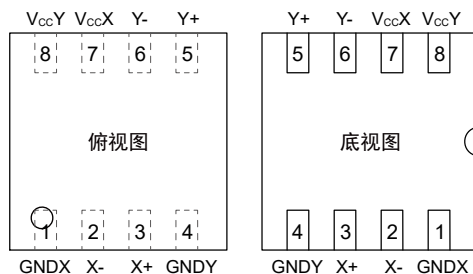 VccY VccX Y- Y+
8 7 6 5
俯视图
1 2 3 4
GNDX X- X+ GNDY
Y+ Y- VccX VccY
5 6 7 8
底视图
4 3 2 1
GNDY X+ X- GNDX